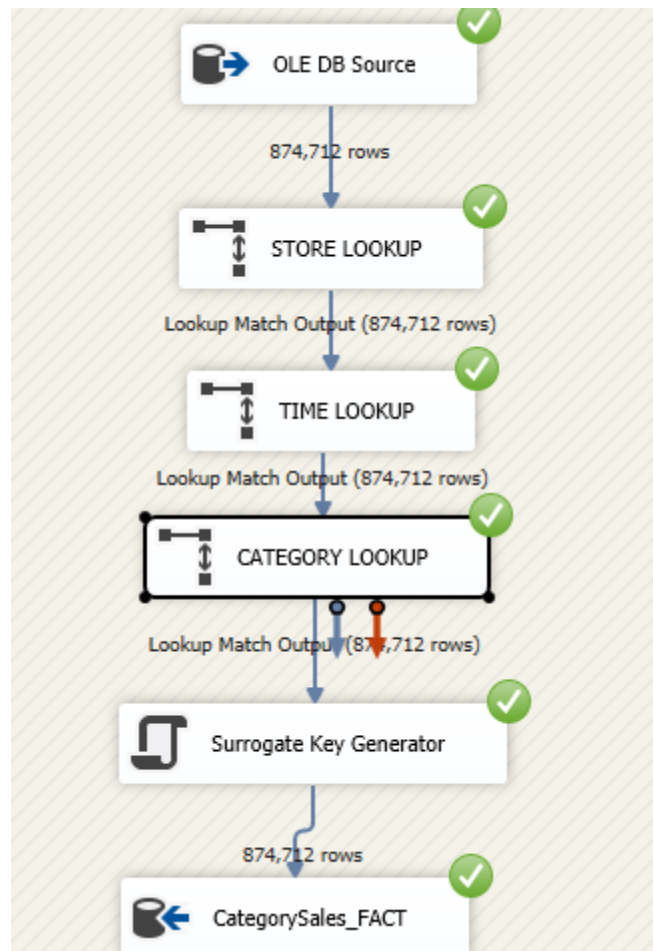 OLE DB Source
874,712 rows
STORE LOOKUP
Lookup Match Output (874,712 rows)
TIME LOOKUP
Lookup Match Output (874,712 rows)
CATEGORY LOOKUP
Lookup Match Output (874,712 rows)
Surrogate Key Generator
874,712 rows
CategorySales_FACT